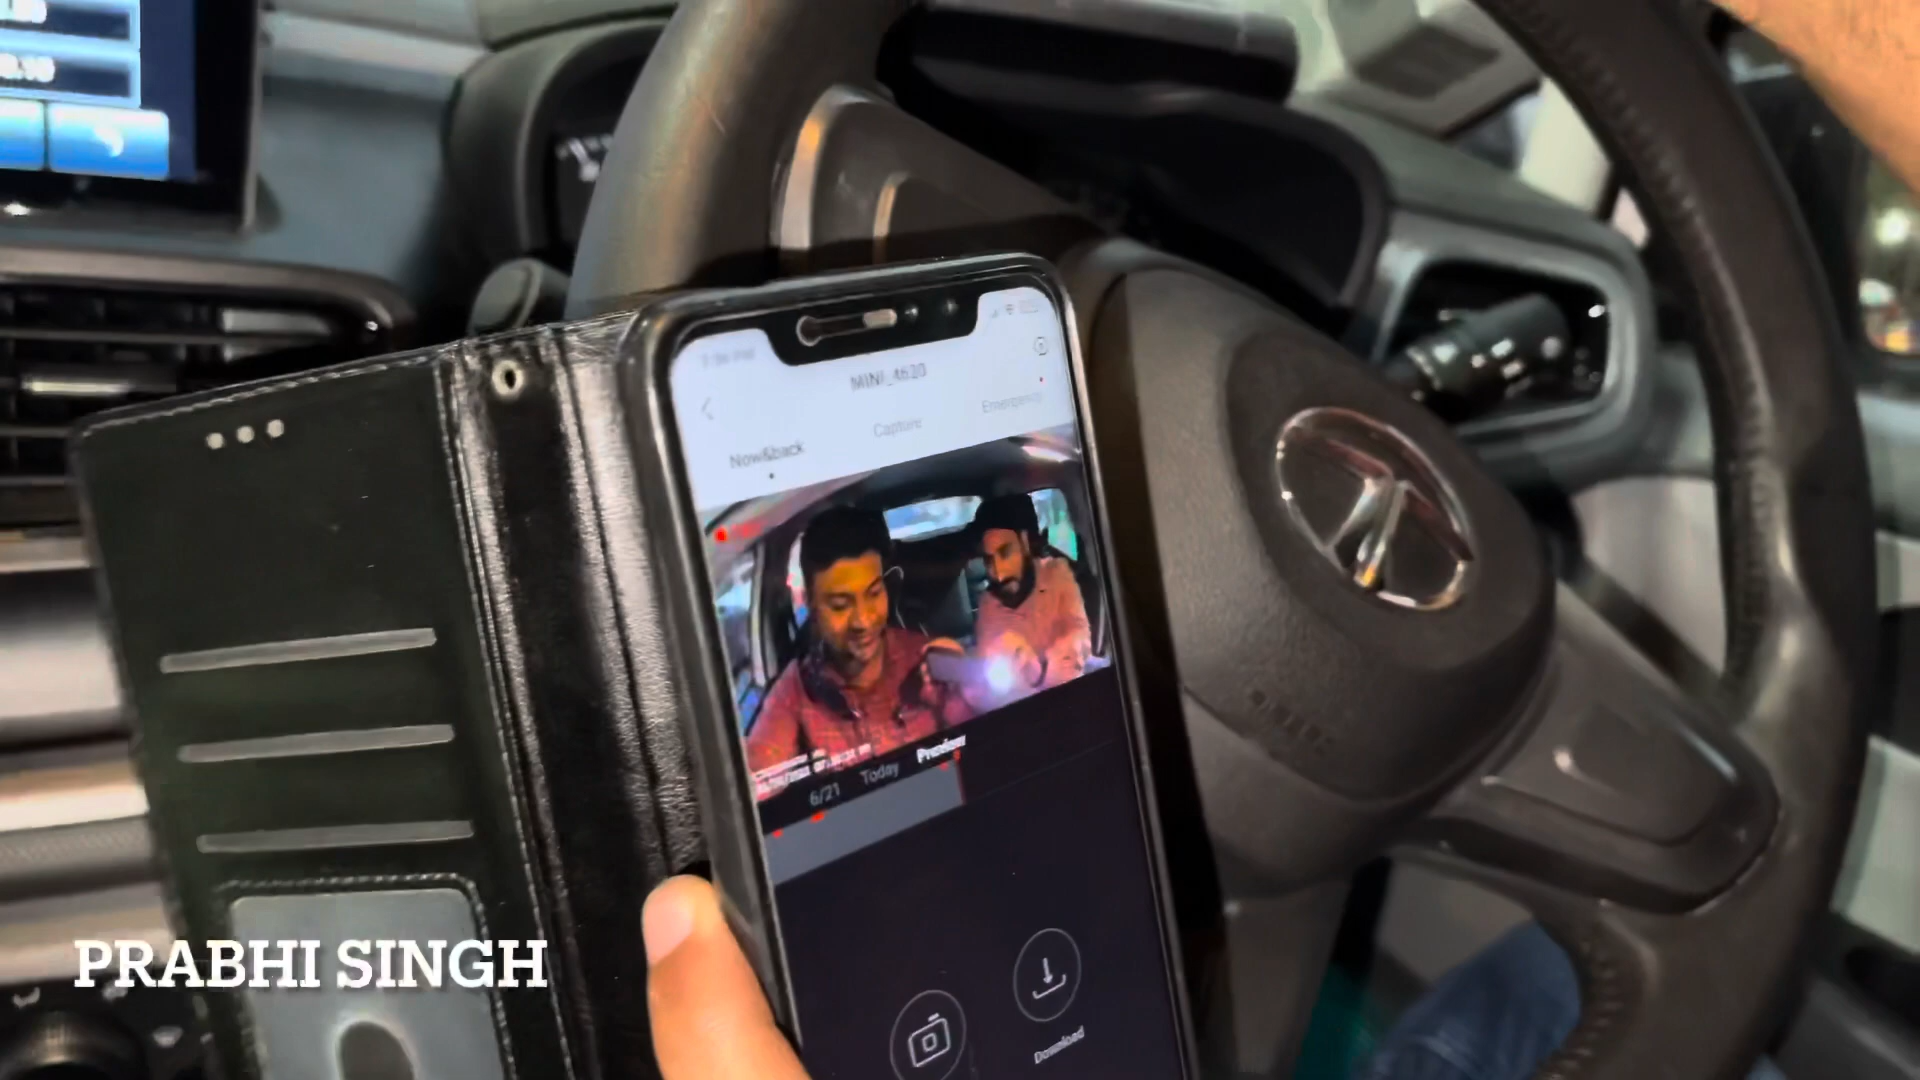 MINI_4620
Emergency
Capture
Now&back
Preview
Today
6/21
Download
PRABHI SINGH